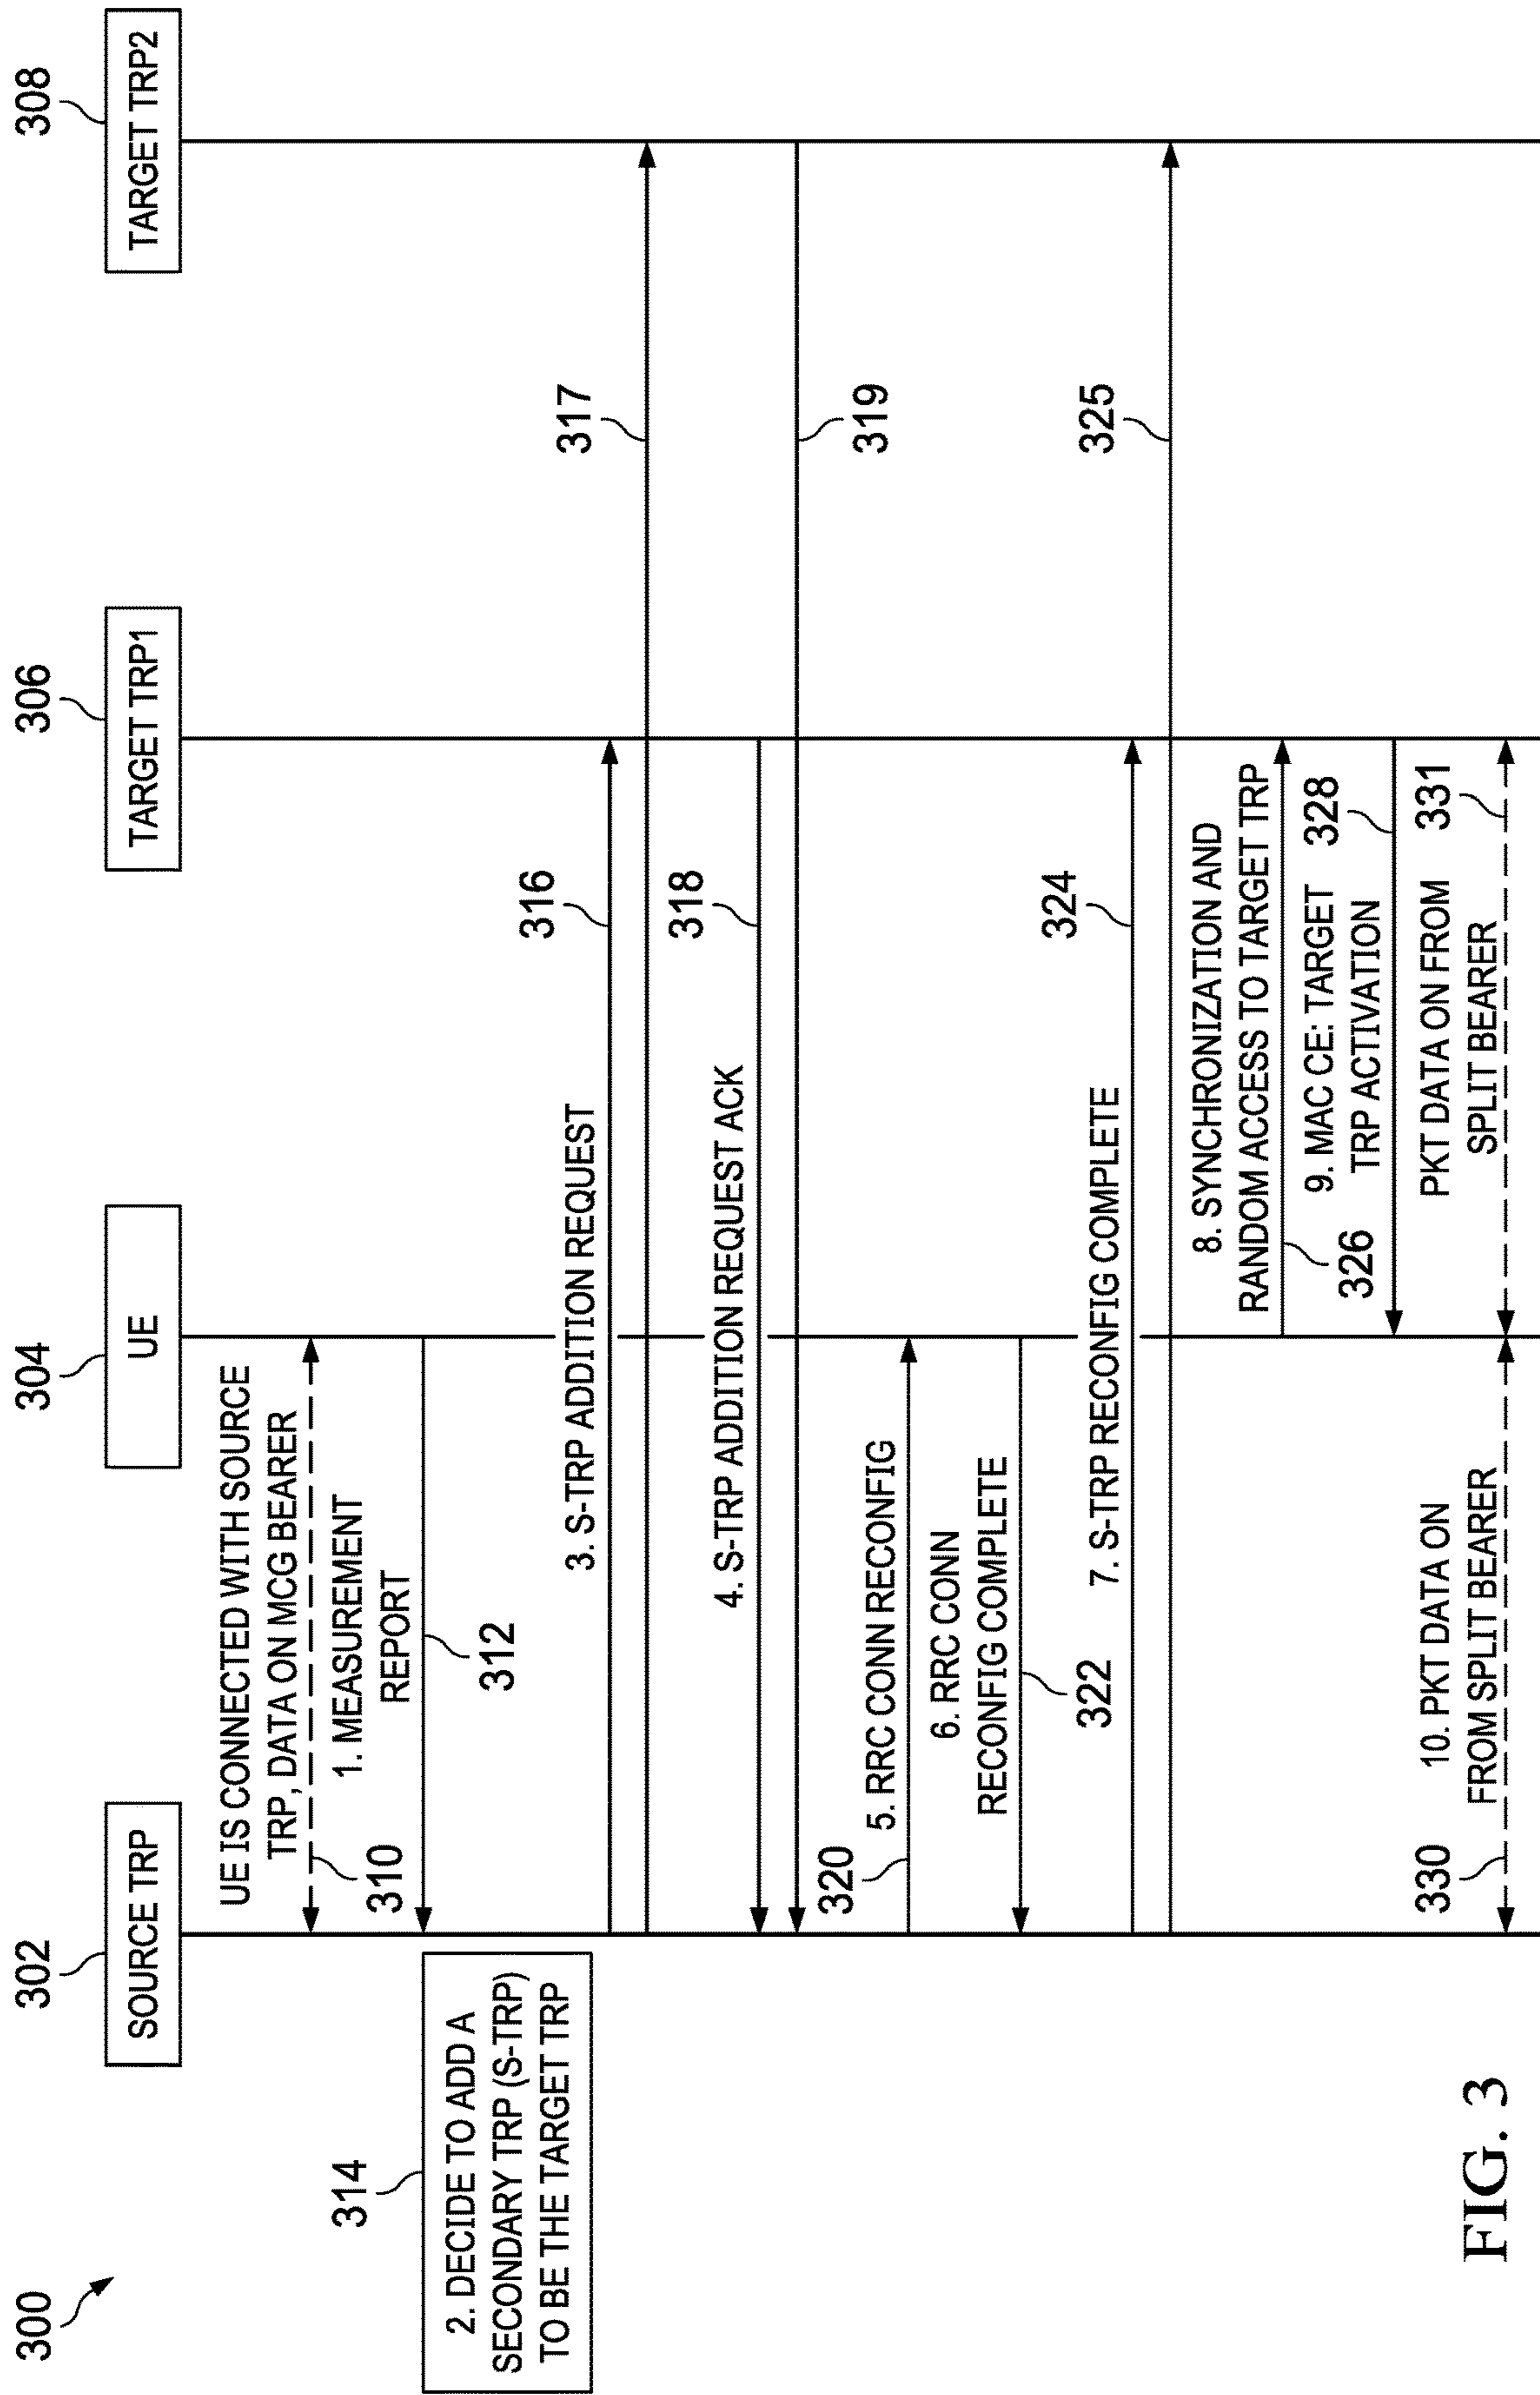 300
302
304
306
308
SOURCE TRP
UE
TARGET TRP1
TARGET TRP2
UE IS CONNECTED WITH SOURCE
TRP, DATA ON MCG BEARER
310
1. MEASUREMENT
REPORT
312
314
2. DECIDE TO ADD A
SECONDARY TRP (S-TRP)
TO BE THE TARGET TRP
3. S-TRP ADDITION REQUEST
316
317
4. S-TRP ADDITION REQUEST ACK
318
319
320
5. RRC CONN RECONFIG
6. RRC CONN
RECONFIG COMPLETE
322
7. S-TRP RECONFIG COMPLETE
324
325
8. SYNCHRONIZATION AND
RANDOM ACCESS TO TARGET TRP
326
9. MAC CE: TARGET
TRP ACTIVATION
328
330
10. PKT DATA ON
FROM SPLIT BEARER
PKT DATA ON FROM
SPLIT BEARER
331
FIG. 3